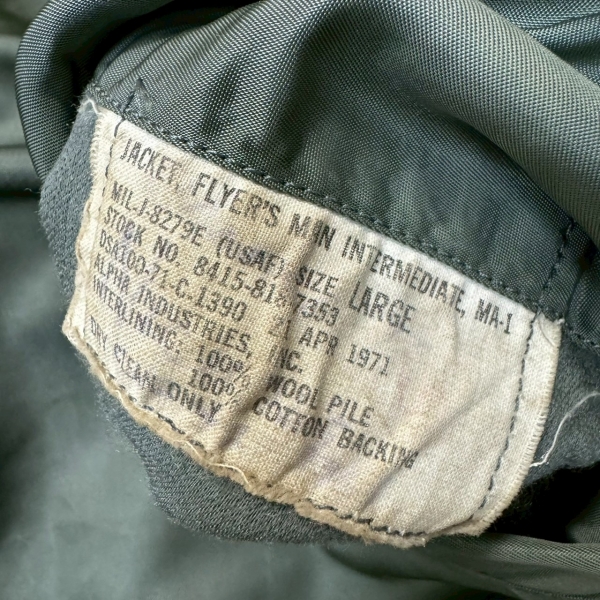 JACKET, FLYER'S MAN INTERMEDIATE, MA-1
MIL-J-8279E (USAF) SIZE LARGE
STOCK NO. 8415-818-7353
DSA100-71-C-1390 APR 1971
ALPHA INDUSTRIES, INC.
INTERLINING: 100% WOOL PILE
100% COTTON BACKING
DRY CLEAN ONLY